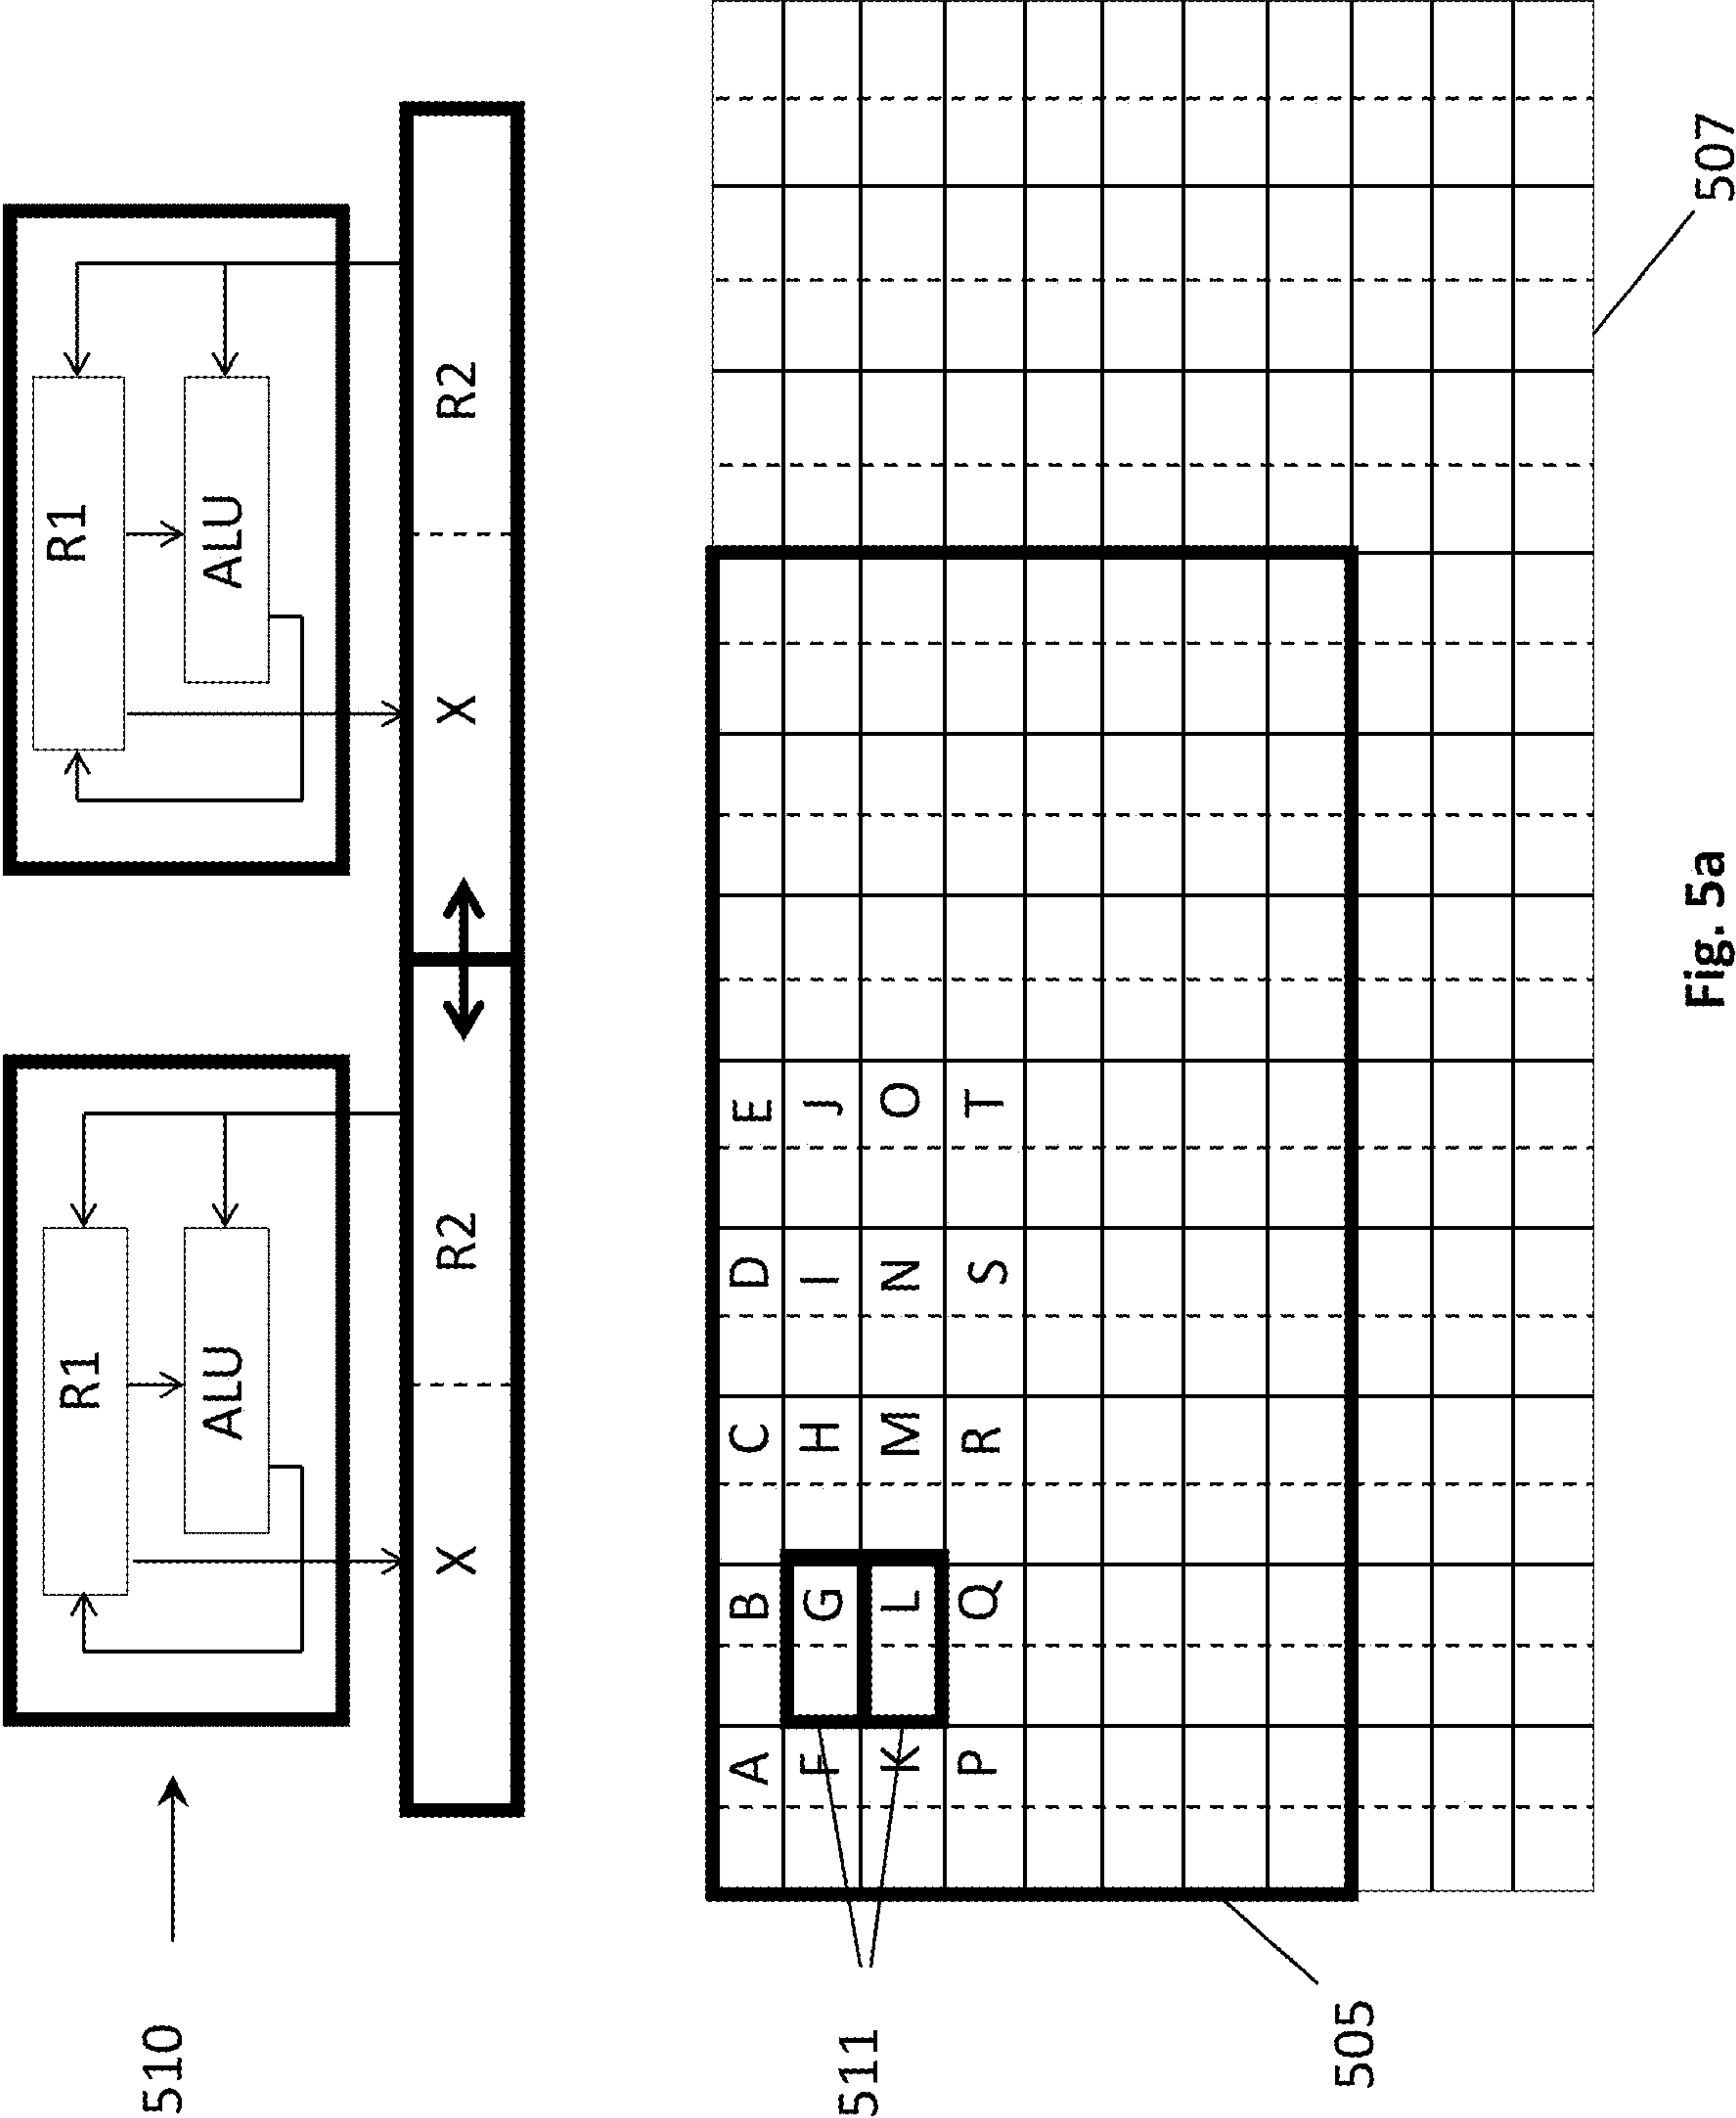 R1 R1
510
ALU ALU
X R2 X R2
A B C D E
F G H I J
511
K L M N O
P Q R S T
505
507
Fig. 5a